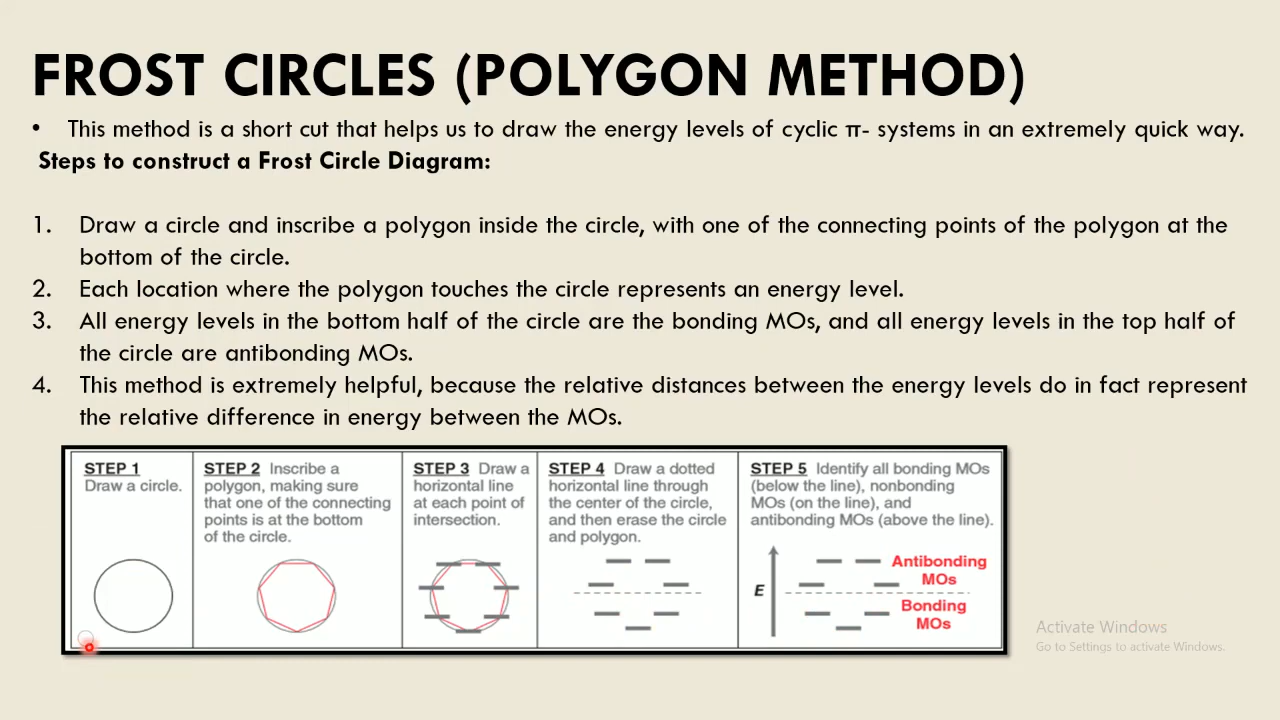 FROST CIRCLES (POLYGON METHOD)
• This method is a short cut that helps us to draw the energy levels of cyclic π- systems in an extremely quick way.
Steps to construct a Frost Circle Diagram:
1. Draw a circle and inscribe a polygon inside the circle, with one of the connecting points of the polygon at the
bottom of the circle.
2. Each location where the polygon touches the circle represents an energy level.
3. All energy levels in the bottom half of the circle are the bonding MOs, and all energy levels in the top half of
the circle are antibonding MOs.
4. This method is extremely helpful, because the relative distances between the energy levels do in fact represent
the relative difference in energy between the MOs.
STEP 1
Draw a circle.
STEP 2 Inscribe a
polygon, making sure
that one of the connecting
points is at the bottom
of the circle.
STEP 3 Draw a
horizontal line
at each point of
intersection.
STEP 4 Draw a dotted
horizontal line through
the center of the circle,
and then erase the circle
and polygon.
STEP 5 Identify all bonding MOs
(below the line), nonbonding
MOs (on the line), and
antibonding MOs (above the line).
E
Antibonding
MOs
Bonding
MOs
Activate Windows
Go to Settings to activate Windows.